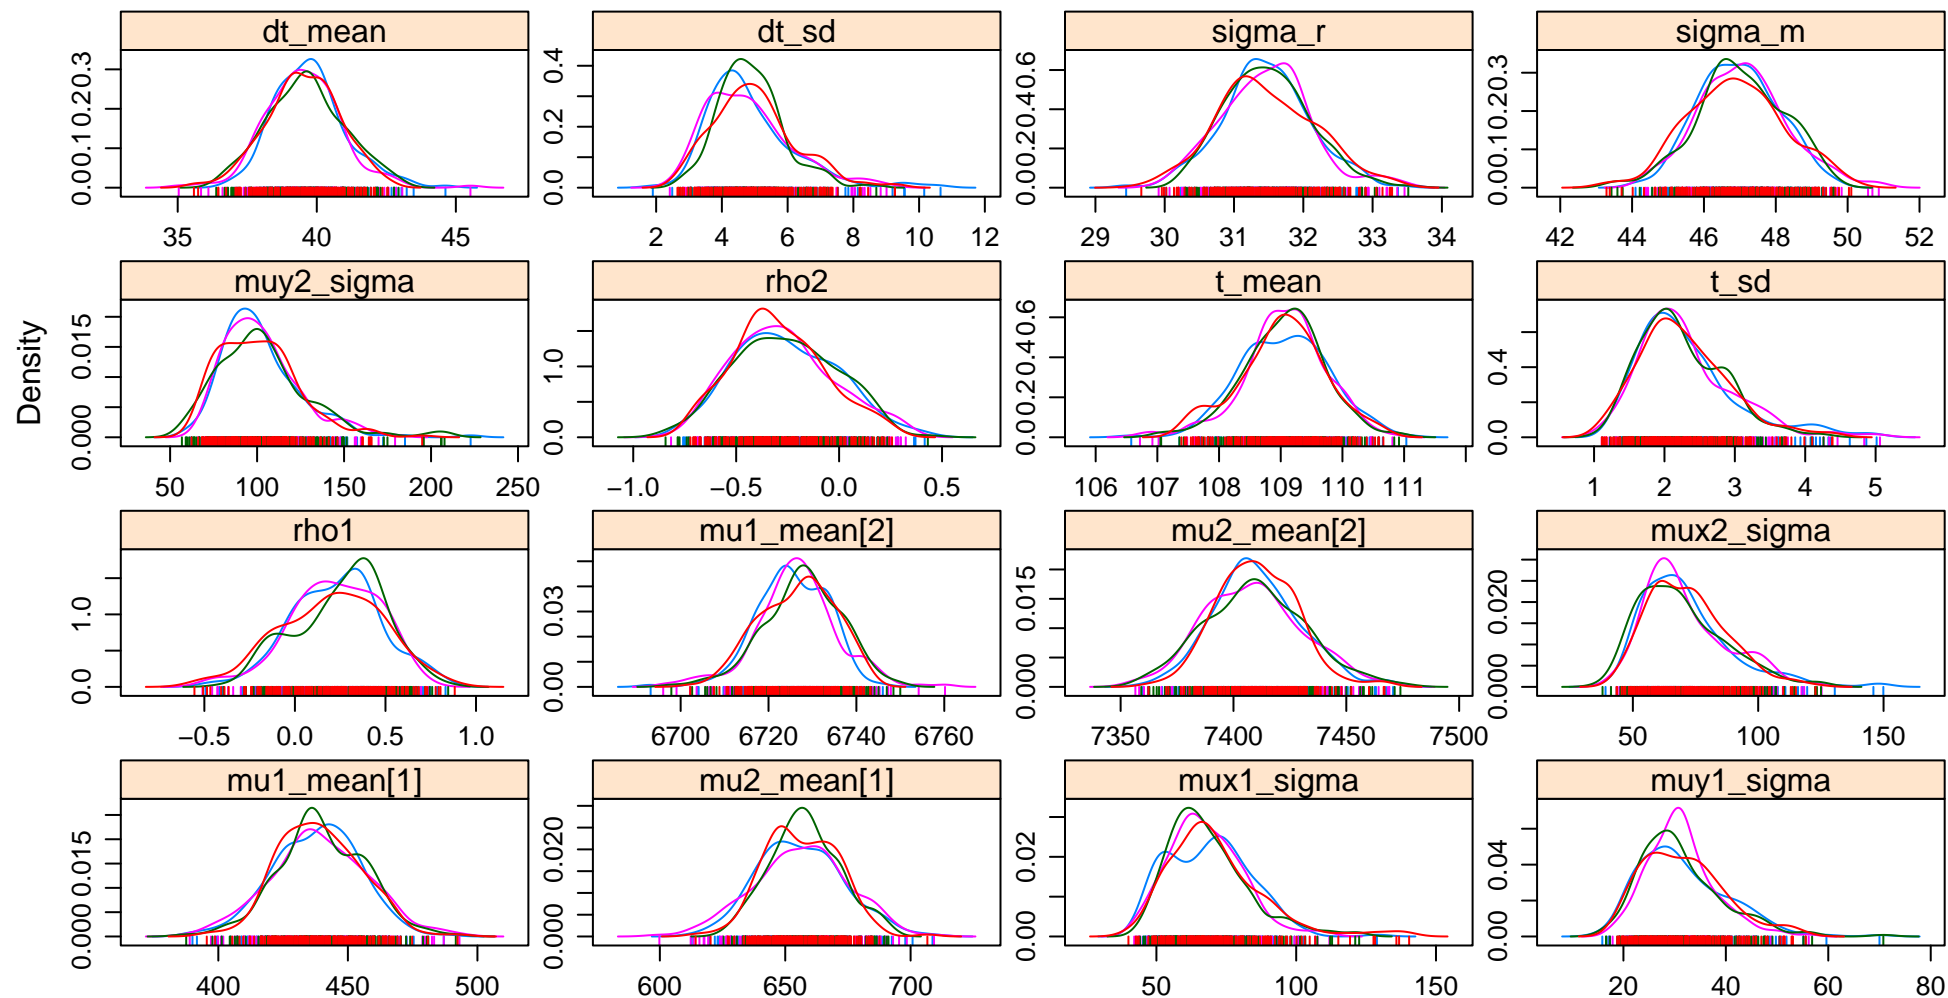 dt_mean
dt_sd
sigma_r
sigma_m
0.0 0.1 0.2 0.3
0.0 0.2 0.4
0.0 0.2 0.4 0.6
0.0 0.1 0.2 0.3
35 40 45
2 4 6 8 10 12
29 30 31 32 33 34
42 44 46 48 50 52
muy2_sigma
rho2
t_mean
t_sd
0.000 0.015
0.0 1.0
0.0 0.2 0.4 0.6
0.0 0.4
50 100 150 200 250
−1.0 −0.5 0.0 0.5
106 107 108 109 110 111
1 2 3 4 5
Density
rho1
mu1_mean[2]
mu2_mean[2]
mux2_sigma
0.0 1.0
0.00 0.03
0.000 0.015
0.000 0.020
−0.5 0.0 0.5 1.0
6700 6720 6740 6760
7350 7400 7450 7500
50 100 150
mu1_mean[1]
mu2_mean[1]
mux1_sigma
muy1_sigma
0.000 0.015
0.000 0.020
0.00 0.02
0.00 0.04
400 450 500
600 650 700
50 100 150
20 40 60 80